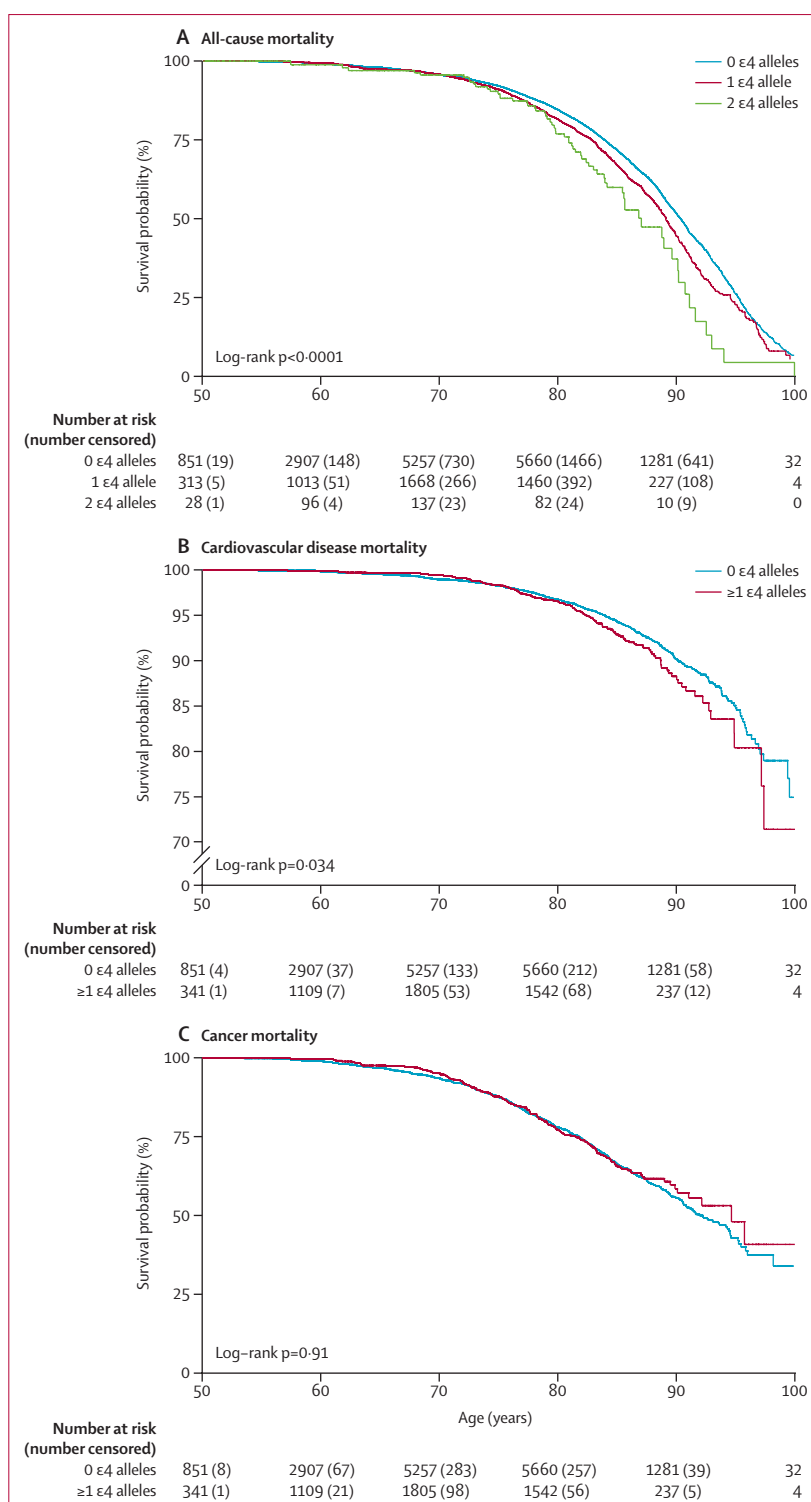 A All-cause mortality
100
75
50
25
0
Survival probability (%)
0 ε4 alleles
1 ε4 allele
2 ε4 alleles
Log-rank p<0·0001
50 60 70 80 90 100
Number at risk
(number censored)
0 ε4 alleles 851 (19) 2907 (148) 5257 (730) 5660 (1466) 1281 (641) 32
1 ε4 allele 313 (5) 1013 (51) 1668 (266) 1460 (392) 227 (108) 4
2 ε4 alleles 28 (1) 96 (4) 137 (23) 82 (24) 10 (9) 0
B Cardiovascular disease mortality
100
95
90
85
80
75
70
0
Survival probability (%)
0 ε4 alleles
≥1 ε4 alleles
Log-rank p=0·034
50 60 70 80 90 100
Number at risk
(number censored)
0 ε4 alleles 851 (4) 2907 (37) 5257 (133) 5660 (212) 1281 (58) 32
≥1 ε4 alleles 341 (1) 1109 (7) 1805 (53) 1542 (68) 237 (12) 4
C Cancer mortality
100
75
50
25
0
Survival probability (%)
Log–rank p=0·91
50 60 70 80 90 100
Age (years)
Number at risk
(number censored)
0 ε4 alleles 851 (8) 2907 (67) 5257 (283) 5660 (257) 1281 (39) 32
≥1 ε4 alleles 341 (1) 1109 (21) 1805 (98) 1542 (56) 237 (5) 4